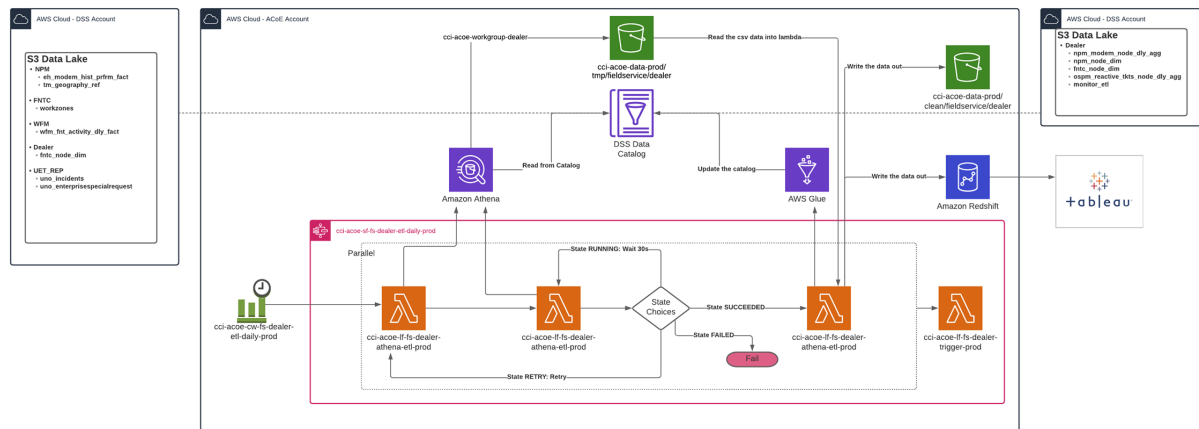 AWS Cloud - DSS Account
S3 Data Lake
• NPM
• eh_modem_hist_prfrm_fact
• tm_geography_ref
• FNTC
• workzones
• WFM
• wfm_fnt_activity_dly_fact
• Dealer
• fntc_node_dim
• UET_REP
• uno_incidents
• uno_enterprisespecialrequest
AWS Cloud - ACoE Account
cci-acoe-workgroup-dealer
cci-acoe-data-prod/
tmp/fieldservice/dealer
Read the csv data into lambda
Write the data out
cci-acoe-data-prod/
clean/fieldservice/dealer
DSS Data
Catalog
Read from Catalog
Update the catalog
Amazon Athena
AWS Glue
Write the data out
Amazon Redshift
+ a b l e a u
cci-acoe-sf-fs-dealer-etl-daily-prod
Parallel
State RUNNING: Wait 30s
cci-acoe-cw-fs-dealer-
etl-daily-prod
cci-acoe-lf-fs-dealer-
athena-etl-prod
cci-acoe-lf-fs-dealer-
athena-etl-prod
State
Choices
State SUCCEEDED
State FAILED
Fail
State RETRY: Retry
cci-acoe-lf-fs-dealer-
athena-etl-prod
cci-acoe-lf-fs-dealer-
trigger-prod
AWS Cloud - DSS Account
S3 Data Lake
• Dealer
• npm_modem_node_dly_agg
• npm_node_dim
• fntc_node_dim
• ospm_reactive_tkts_node_dly_agg
• monitor_etl